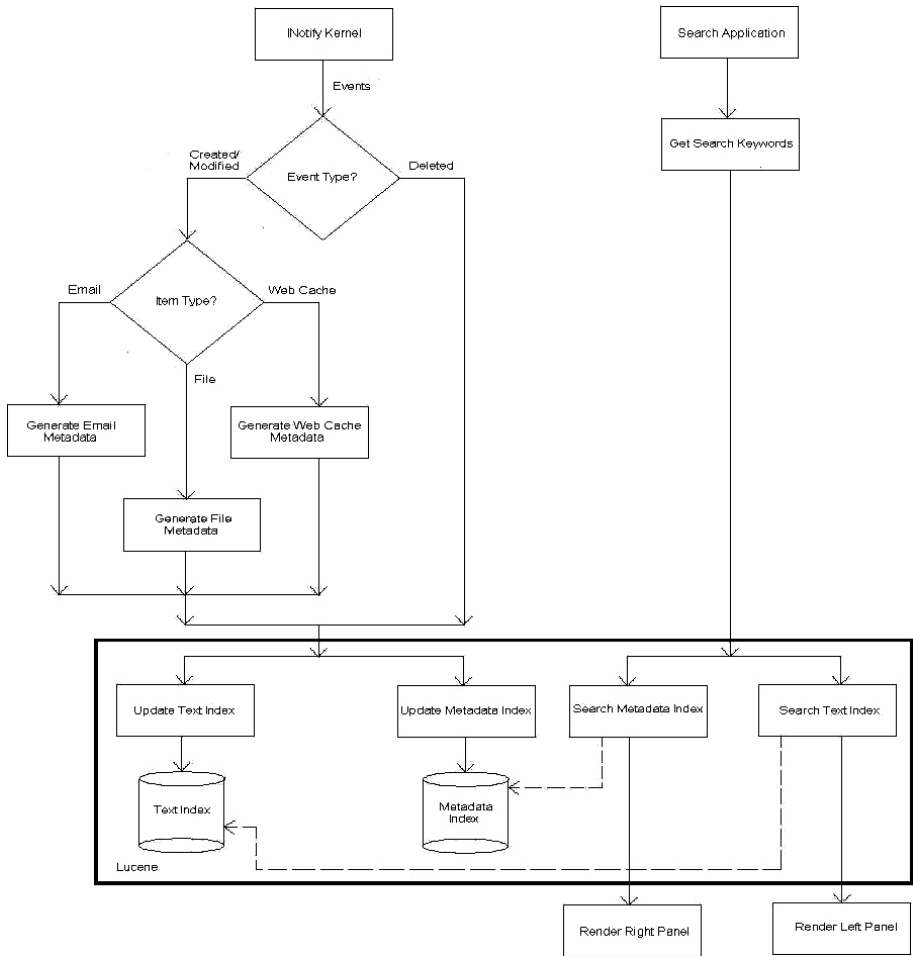 INotify Kernel
Search Application
Events
Get Search Keywords
Created/
Modified
Event Type?
Deleted
Email
Item Type?
Web Cache
File
Generate Email
Metadata
Generate Web Cache
Metadata
Generate File
Metadata
Update Text Index
Update Metadata Index
Search Metadata Index
Search Text Index
Text Index
Metadata
Index
Lucene
Render Right Panel
Render Left Panel